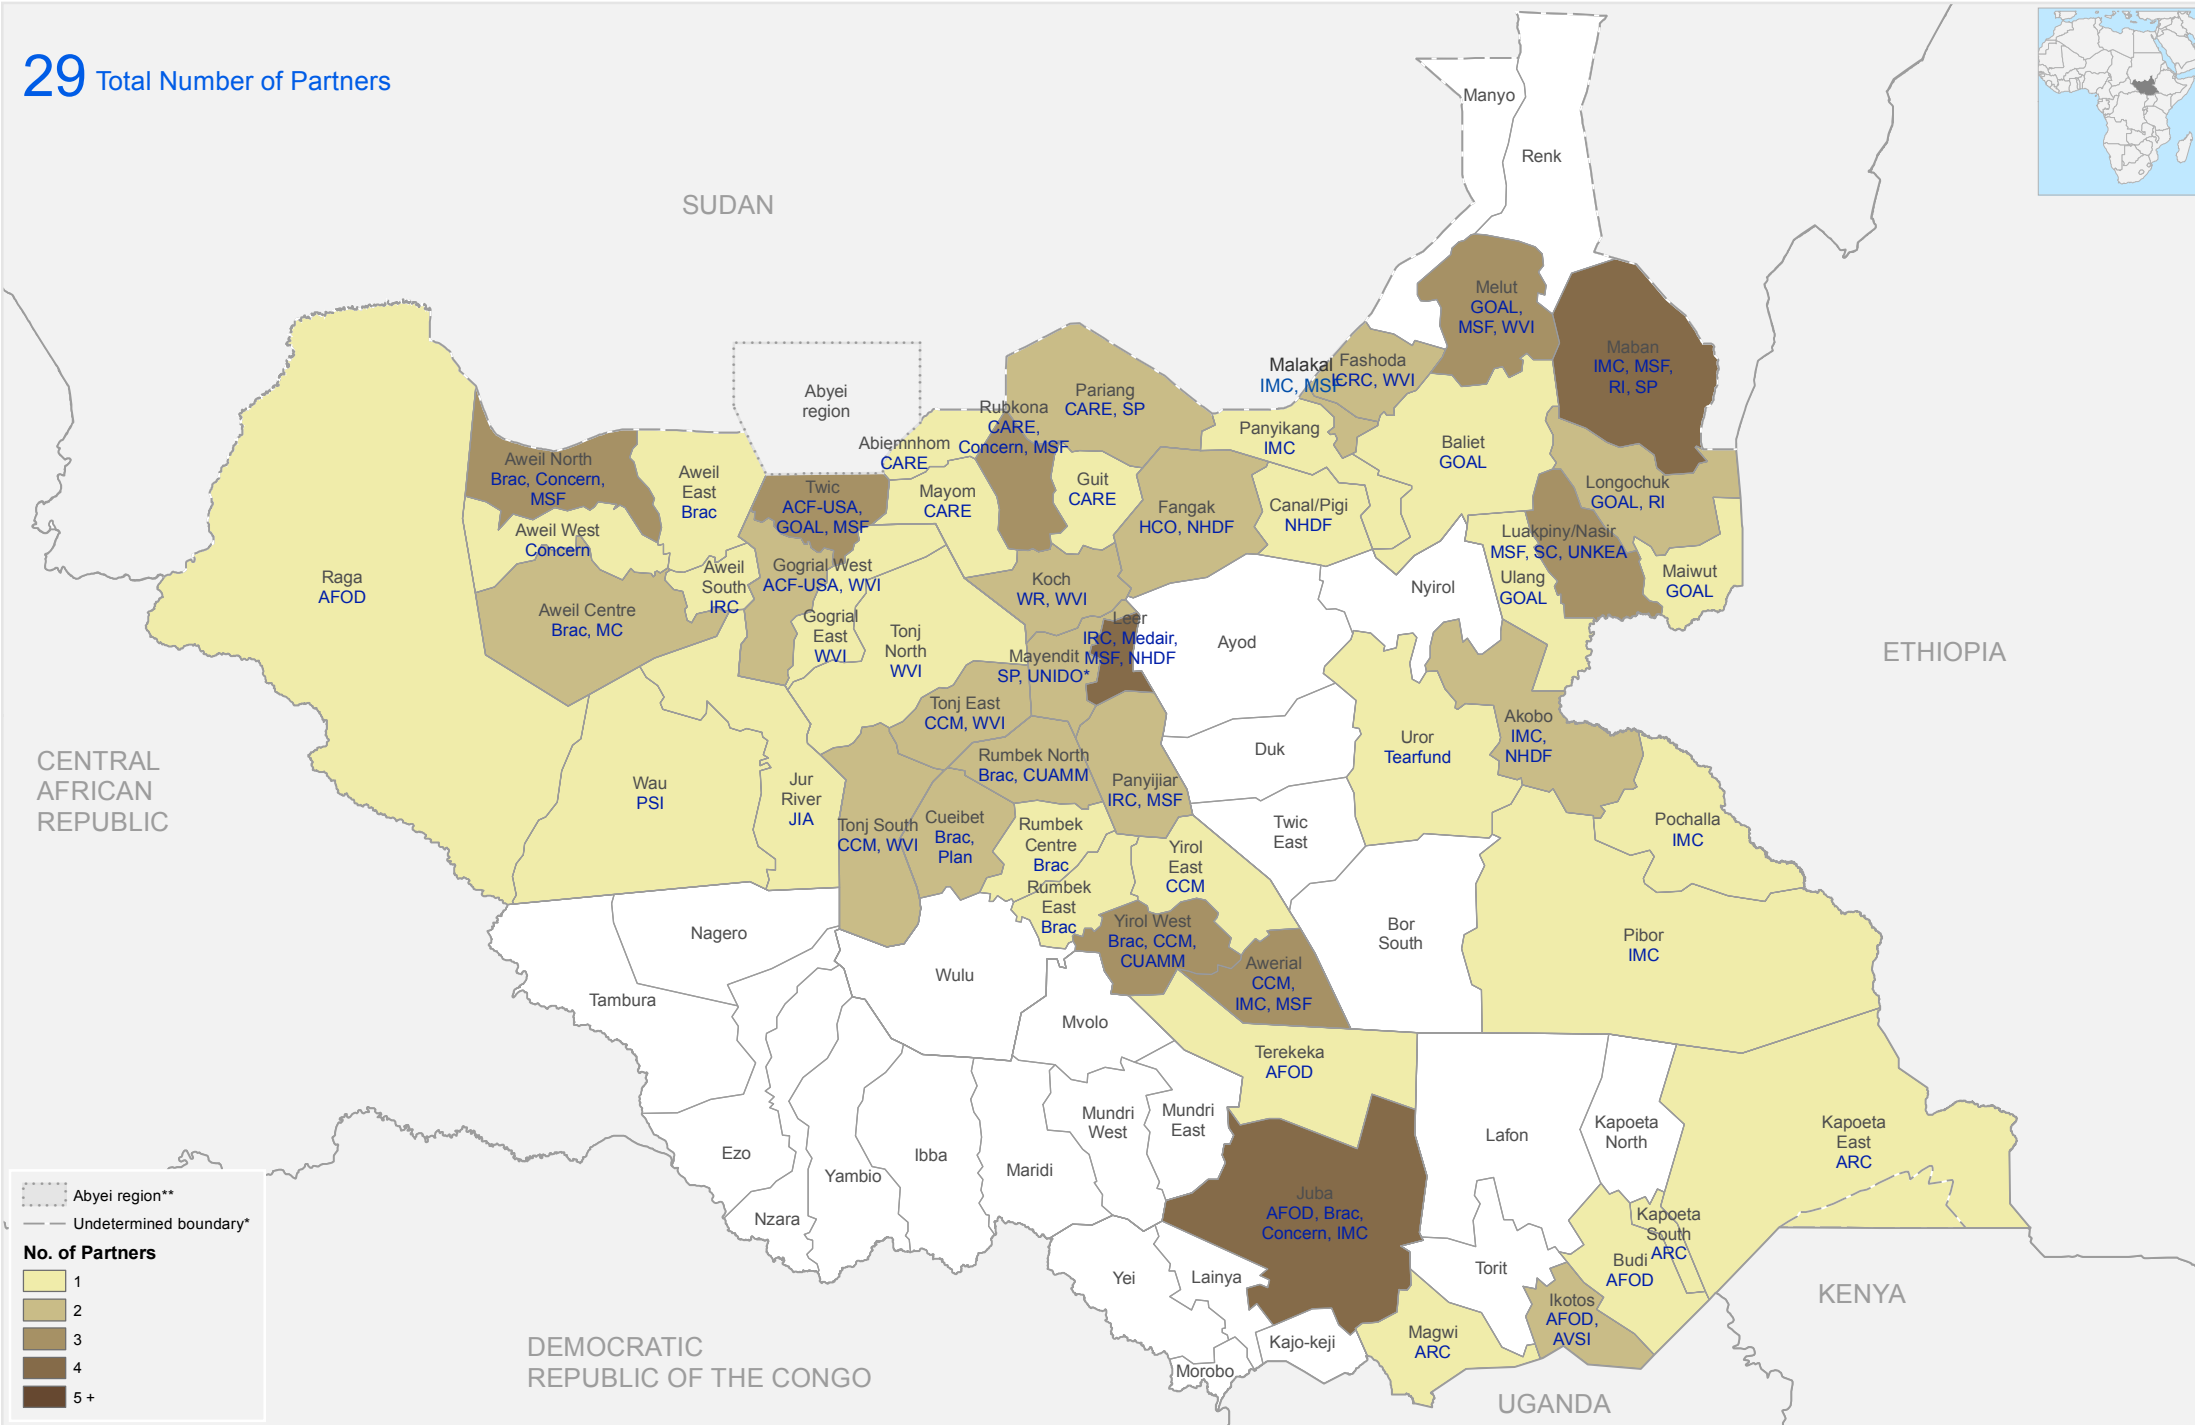 29 Total Number of Partners
SUDAN
Manyo
Renk
Melut
GOAL,
MSF, WVI
Maban
IMC, MSF,
RI, SP
Malakal
IMC, MSF
Fashoda
ICRC, WVI
Abyei
region
Pariang
CARE, SP
Rubkona
CARE,
Concern, MSF
Abiemnhom
CARE
Panyikang
IMC
Baliet
GOAL
Aweil North
Brac, Concern,
MSF
Aweil
East
Brac
Twic
ACF-USA,
GOAL, MSF
Mayom
CARE
Guit
CARE
Fangak
HCO, NHDF
Canal/Pigi
NHDF
Longochuk
GOAL, RI
Luakpiny/Nasir
MSF, SC, UNKEA
Aweil West
Concern
Raga
AFOD
Aweil
South
IRC
Gogrial West
ACF-USA, WVI
Koch
WR, WVI
Nyirol
Ulang
GOAL
Maiwut
GOAL
Aweil Centre
Brac, MC
Gogrial
East
WVI
Tonj
North
WVI
Leer
IRC, Medair,
MSF, NHDF
Mayendit
SP, UNIDO*
Ayod
ETHIOPIA
Tonj East
CCM, WVI
Akobo
IMC,
NHDF
Uror
Tearfund
Duk
Rumbek North
Brac, CUAMM
Panyijiar
IRC, MSF
CENTRAL
AFRICAN
REPUBLIC
Wau
PSI
Jur
River
JIA
Tonj South
CCM, WVI
Cueibet
Brac,
Plan
Rumbek
Centre
Brac
Twic
East
Pochalla
IMC
Yirol
East
CCM
Rumbek
East
Brac
Yirol West
Brac, CCM,
CUAMM
Bor
South
Pibor
IMC
Nagero
Wulu
Awerial
CCM,
IMC, MSF
Tambura
Mvolo
Terekeka
AFOD
Mundri
West
Mundri
East
Lafon
Kapoeta
North
Kapoeta
East
ARC
Ezo
Yambio
Ibba
Maridi
Nzara
Juba
AFOD, Brac,
Concern, IMC
Kapoeta
South
ARC
Budi
AFOD
Yei
Lainya
Torit
Ikotos
AFOD,
AVSI
KENYA
Kajo-keji
Magwi
ARC
Morobo
DEMOCRATIC
REPUBLIC OF THE CONGO
UGANDA
Abyei region**
Undetermined boundary*
No. of Partners
1
2
3
4
5 +